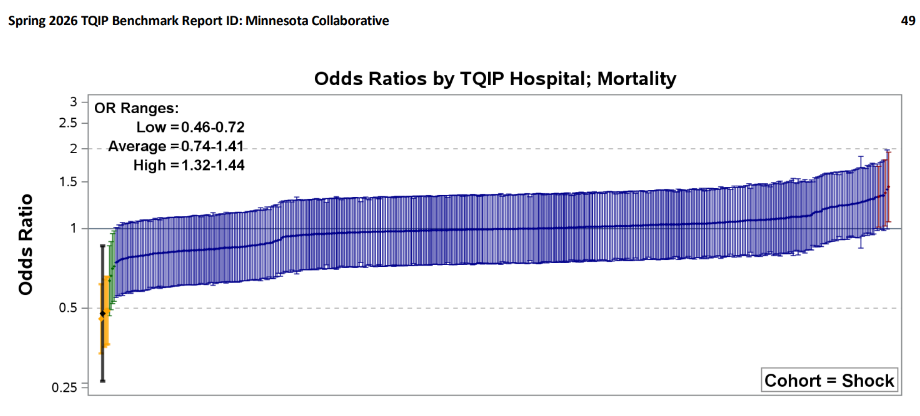 Spring 2026 TQIP Benchmark Report ID: Minnesota Collaborative 49
Odds Ratios by TQIP Hospital; Mortality
OR Ranges:
Low =0.46-0.72
Average =0.74-1.41
High =1.32-1.44
3
2.5
2
1.5
1
0.5
0.25
Odds Ratio
Cohort = Shock